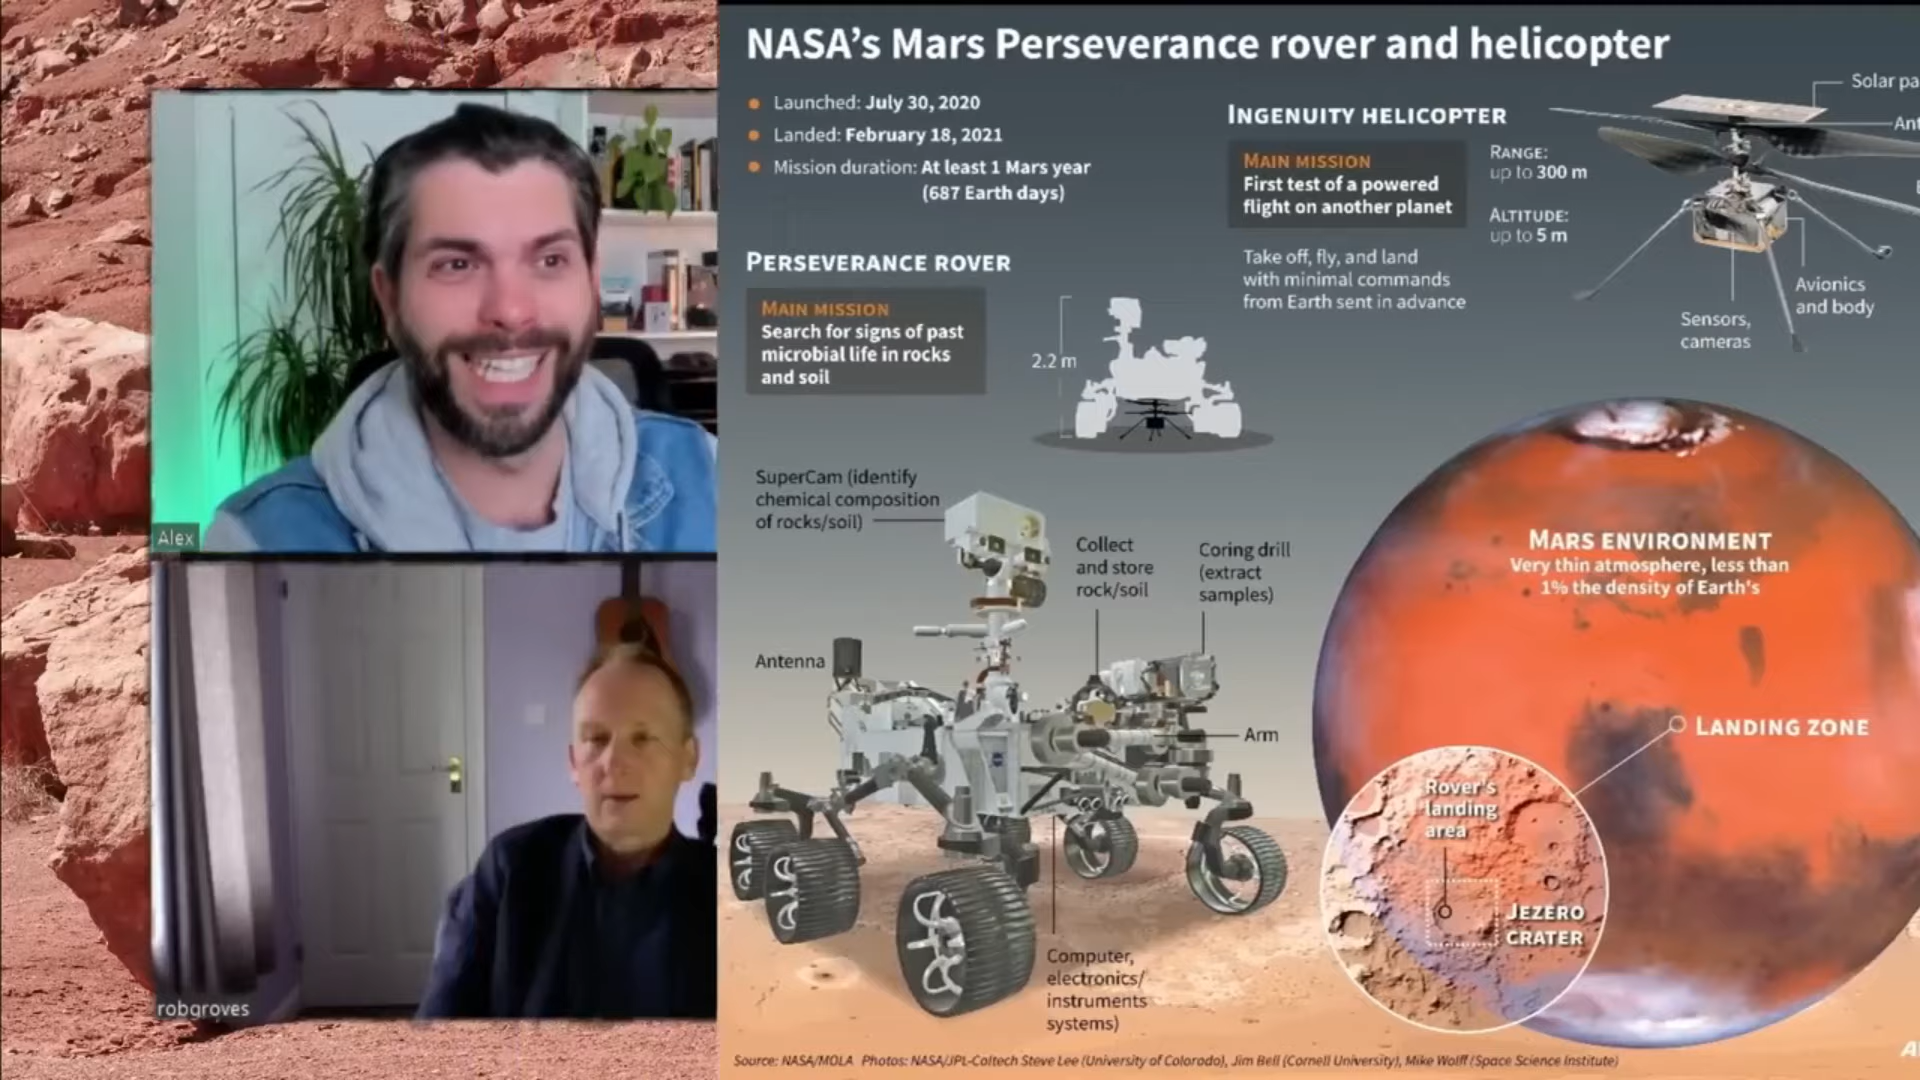 NASA's Mars Perseverance rover and helicopter
Launched: July 30, 2020
Landed: February 18, 2021
Mission duration: At least 1 Mars year
(687 Earth days)
PERSEVERANCE ROVER
MAIN MISSION
Search for signs of past
microbial life in rocks
and soil
2.2 m
INGENUITY HELICOPTER
MAIN MISSION
First test of a powered
flight on another planet
Take off, fly, and land
with minimal commands
from Earth sent in advance
RANGE:
up to 300 m
ALTITUDE:
up to 5 m
Solar pa
Ant
Avionics
and body
Sensors,
cameras
SuperCam (identify
chemical composition
of rocks/soil)
Collect
and store
rock/soil
Coring drill
(extract
samples)
Antenna
Arm
Computer,
electronics/
instruments
systems)
MARS ENVIRONMENT
Very thin atmosphere, less than
1% the density of Earth's
LANDING ZONE
Rover's
landing
area
JEZERO
CRATER
Alex
robgroves
Source: NASA/MOLA Photos: NASA/JPL-Caltech Steve Lee (University of Colorado), Jim Bell (Cornell University), Mike Wolff (Space Science Institute)